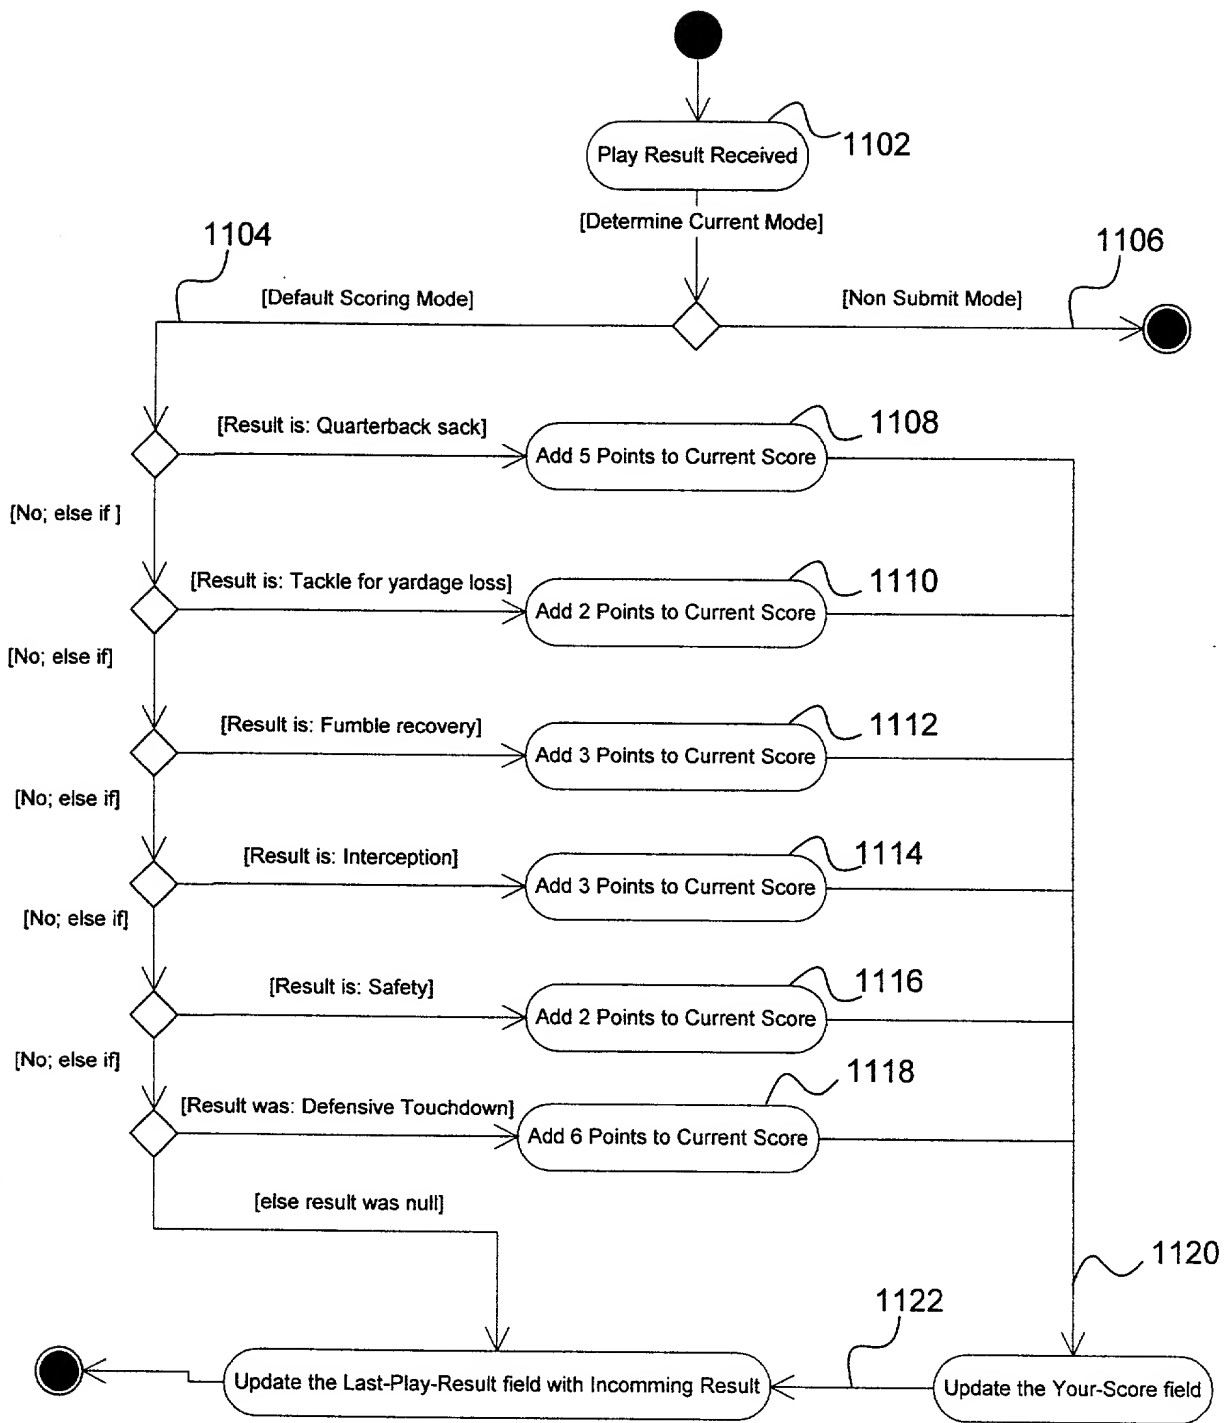 1102
Play Result Received
[Determine Current Mode]
1104
1106
[Default Scoring Mode]
[Non Submit Mode]
1108
[Result is: Quarterback sack]
Add 5 Points to Current Score
[No; else if ]
1110
[Result is: Tackle for yardage loss]
Add 2 Points to Current Score
[No; else if]
1112
[Result is: Fumble recovery]
Add 3 Points to Current Score
[No; else if]
1114
[Result is: Interception]
Add 3 Points to Current Score
[No; else if]
1116
[Result is: Safety]
Add 2 Points to Current Score
[No; else if]
1118
[Result was: Defensive Touchdown]
Add 6 Points to Current Score
[else result was null]
1120
1122
Update the Last-Play-Result field with Incomming Result
Update the Your-Score field